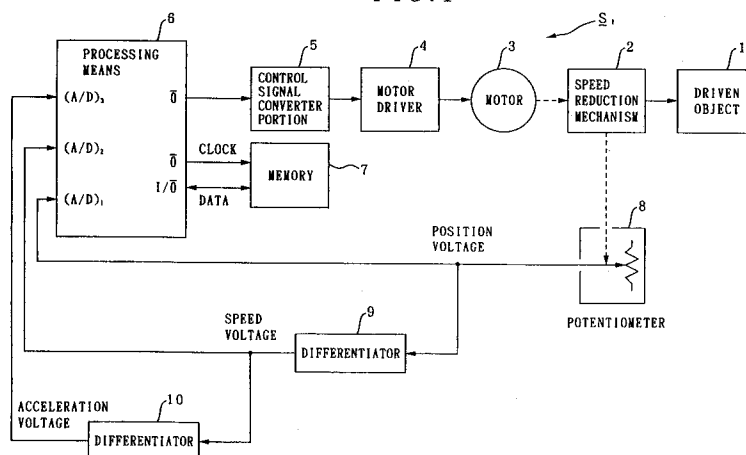 6
PROCESSING
MEANS
(A/D)₃
O̅
(A/D)₂
O̅
(A/D)₁
I/O̅
CLOCK
DATA
5
CONTROL
SIGNAL
CONVERTER
PORTION
4
MOTOR
DRIVER
3
MOTOR
S₁
2
SPEED
REDUCTION
MECHANISM
1
DRIVEN
OBJECT
MEMORY
7
POSITION
VOLTAGE
8
POTENTIOMETER
SPEED
VOLTAGE
9
DIFFERENTIATOR
ACCELERATION
VOLTAGE
10
DIFFERENTIATOR